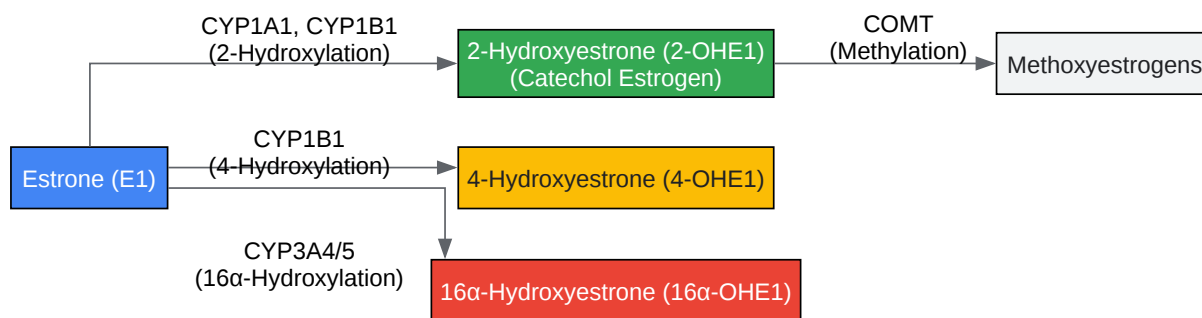 CYP1A1, CYP1B1
(2-Hydroxylation)
2-Hydroxyestrone (2-OHE1)
(Catechol Estrogen)
COMT
(Methylation)
Methoxyestrogens
Estrone (E1)
CYP1B1
(4-Hydroxylation)
4-Hydroxyestrone (4-OHE1)
CYP3A4/5
(16α-Hydroxylation)
16α-Hydroxyestrone (16α-OHE1)